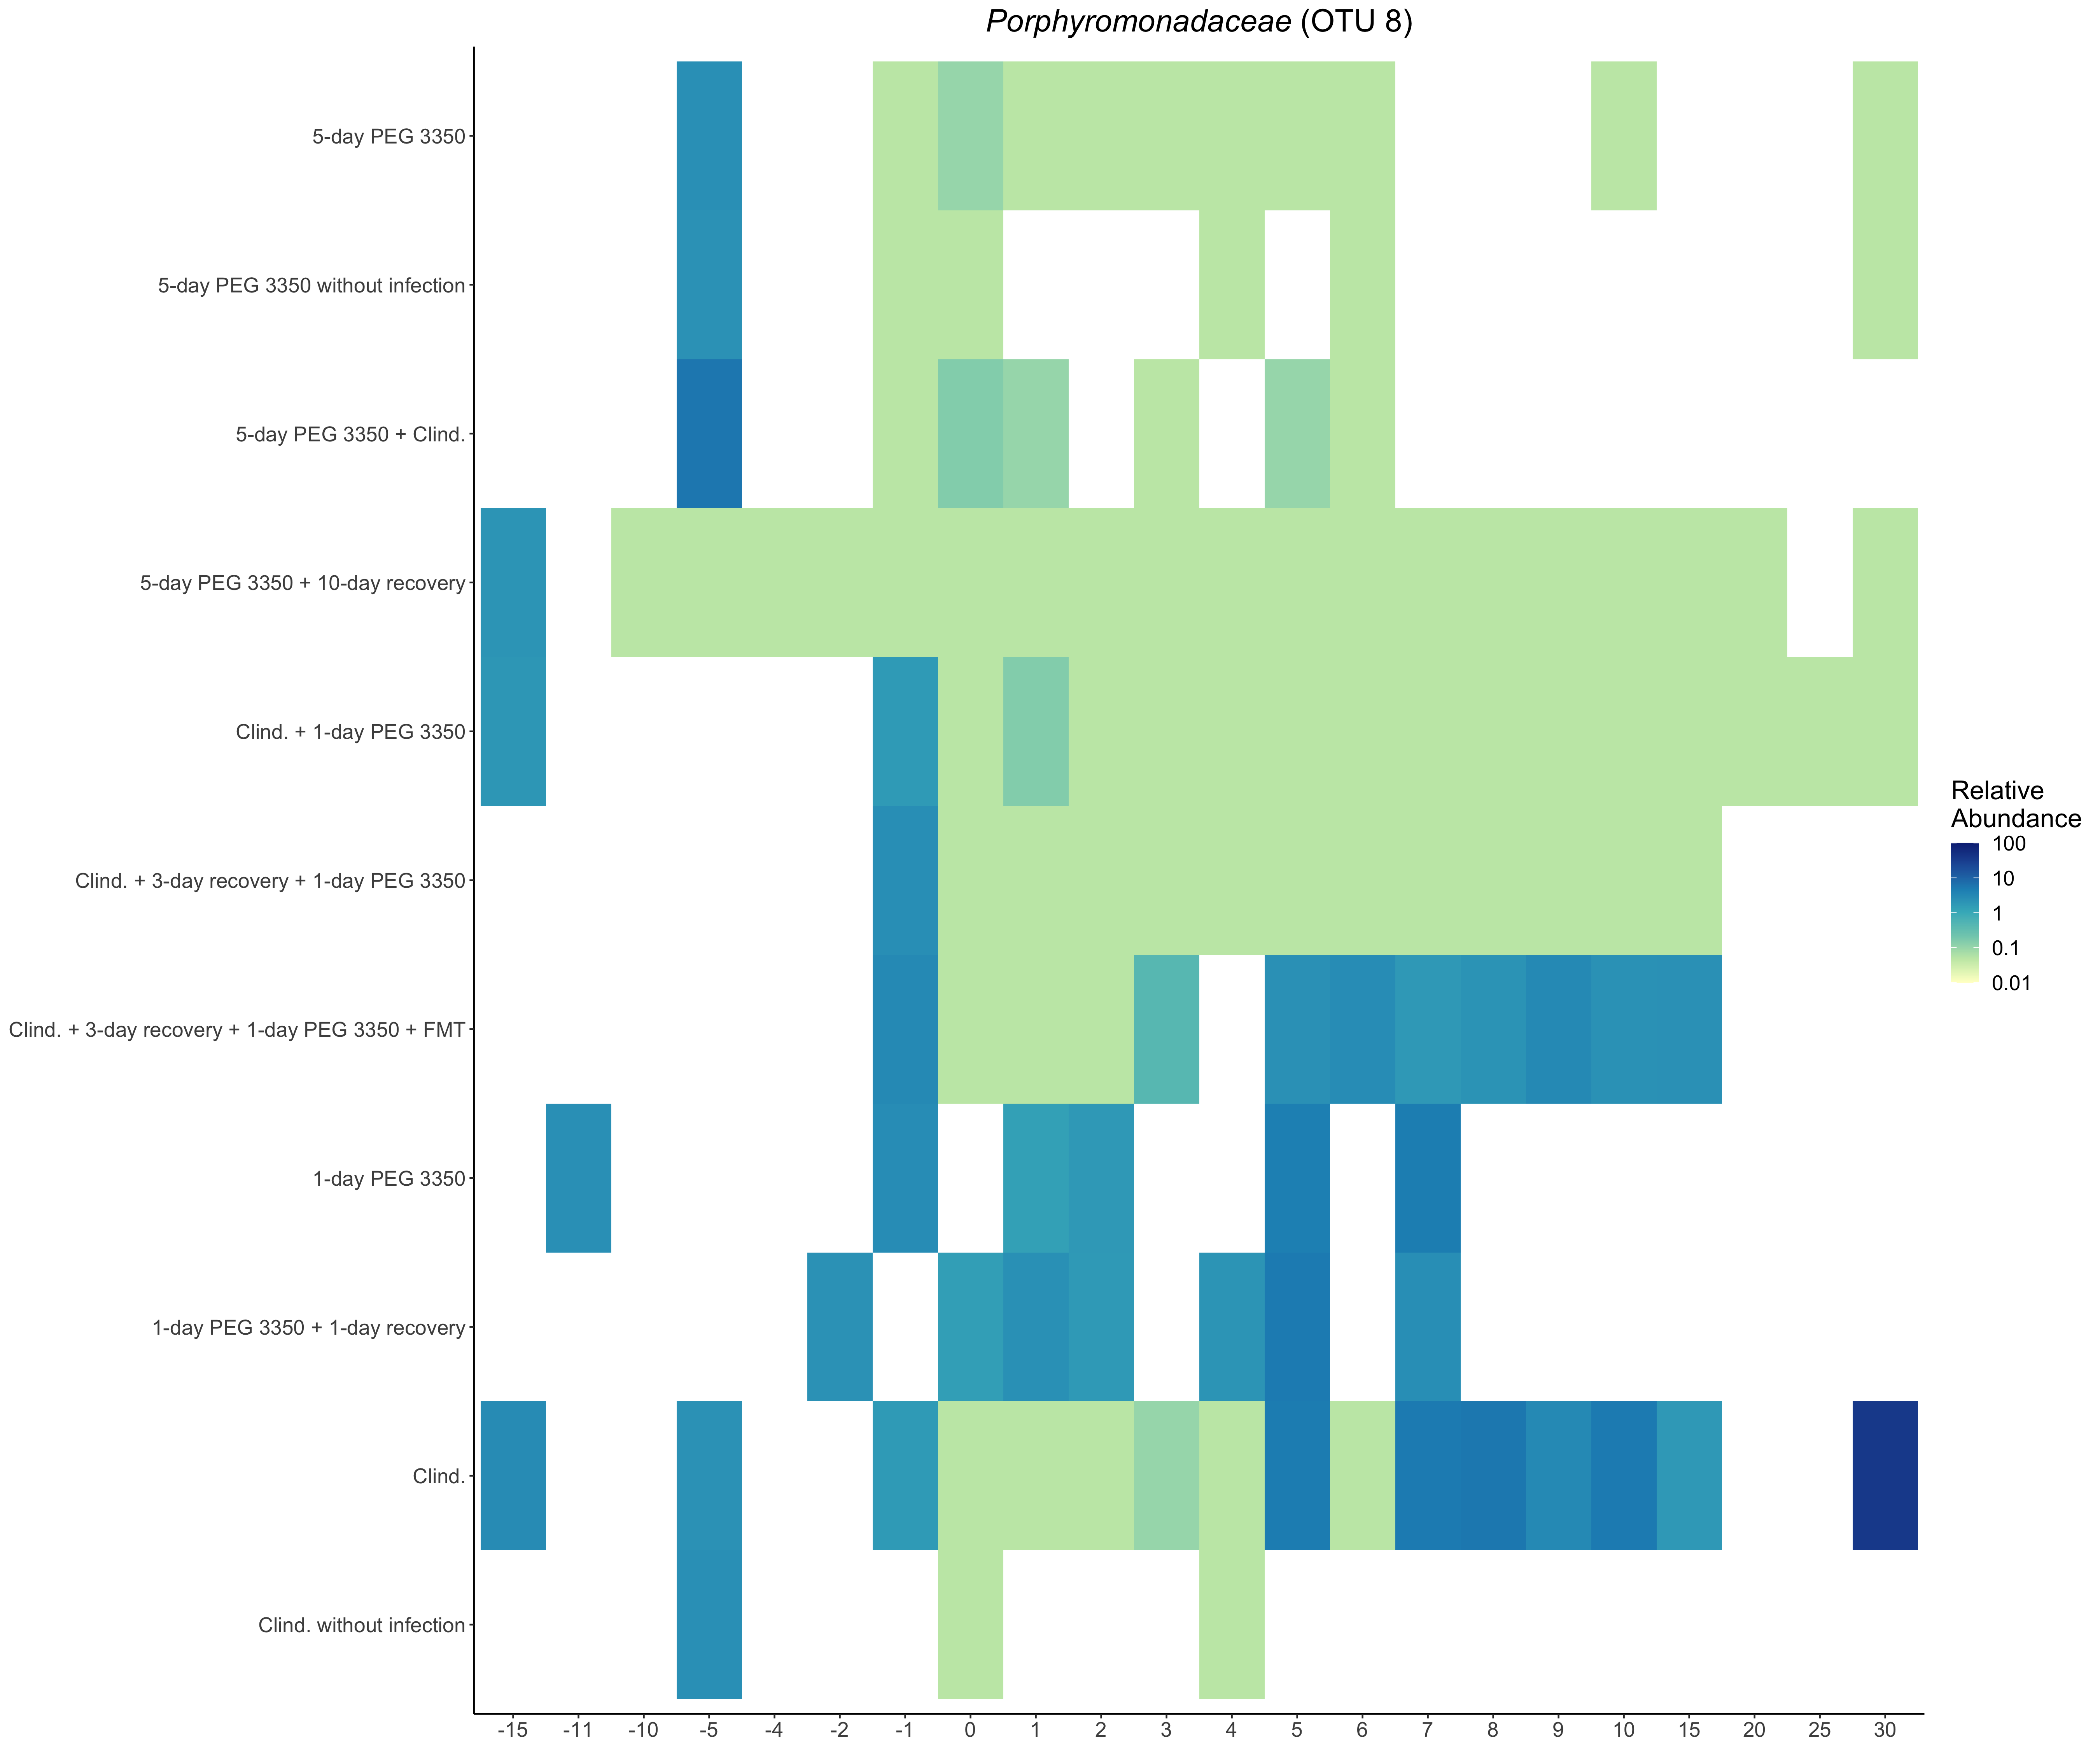 Porphyromonadaceae (OTU 8)
5-day PEG 3350
5-day PEG 3350 without infection
5-day PEG 3350 + Clind.
5-day PEG 3350 + 10-day recovery
Clind. + 1-day PEG 3350
Clind. + 3-day recovery + 1-day PEG 3350
Clind. + 3-day recovery + 1-day PEG 3350 + FMT
1-day PEG 3350
1-day PEG 3350 + 1-day recovery
Clind.
Clind. without infection
-15 -11 -10 -5 -4 -2 -1 0 1 2 3 4 5 6 7 8 9 10 15 20 25 30
Relative
Abundance
100
10
1
0.1
0.01